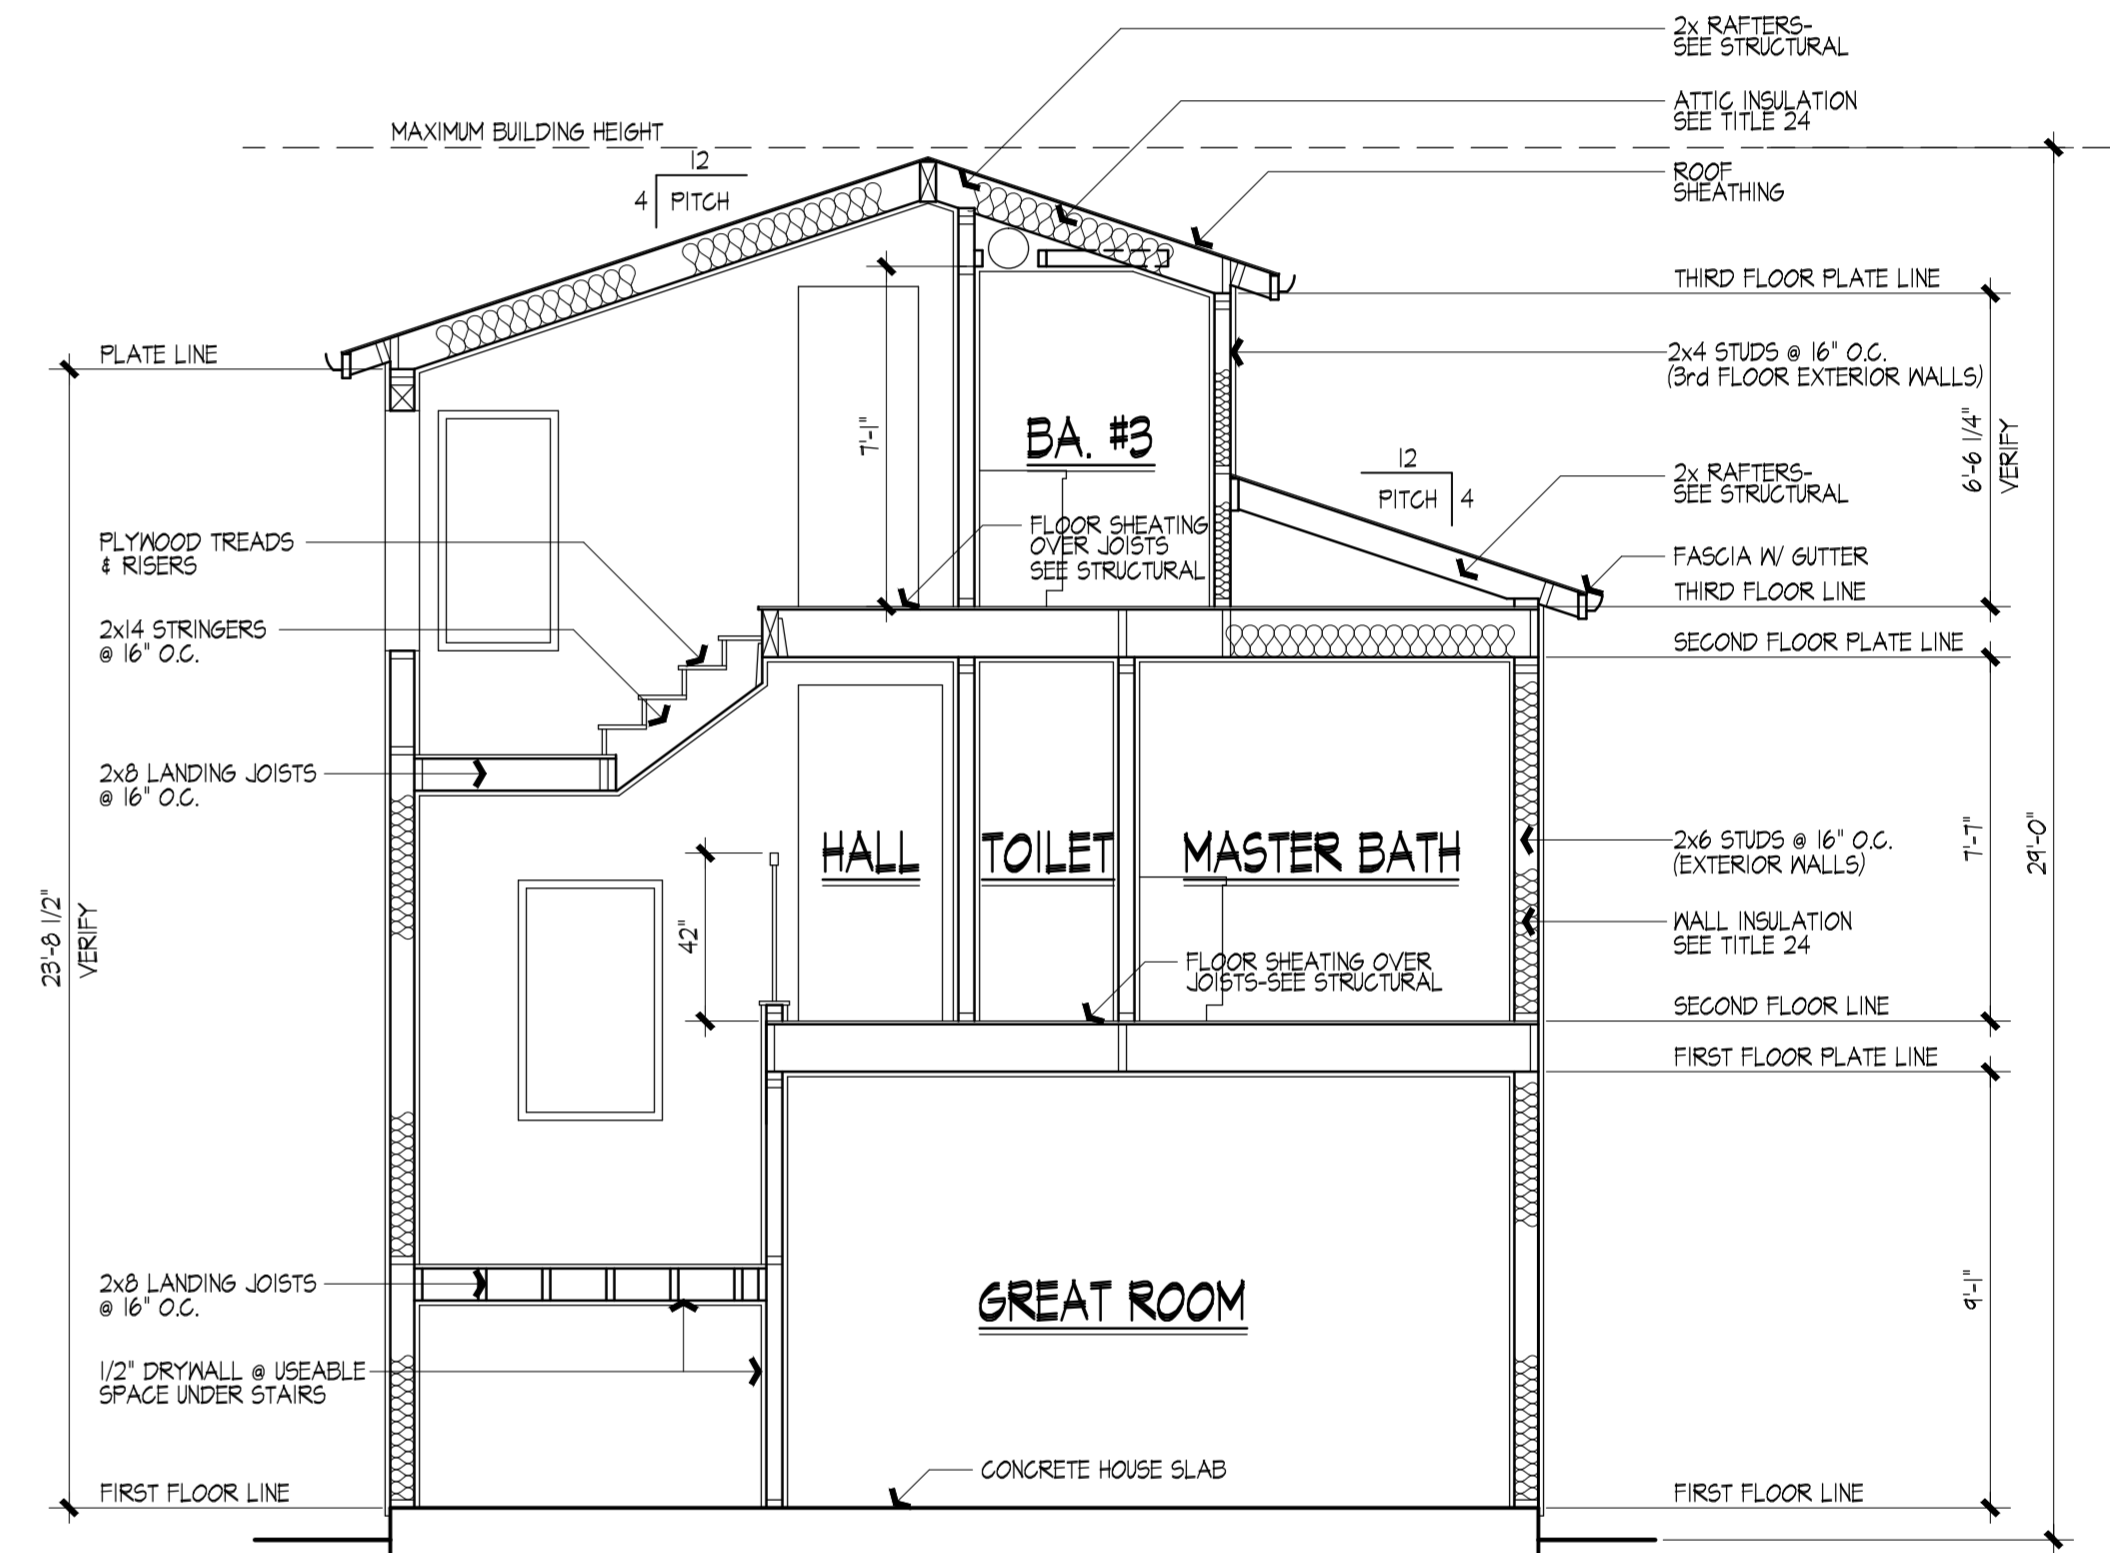 2x RAFTERS-
SEE STRUCTURAL
ATTIC INSULATION
SEE TITLE 24
MAXIMUM BUILDING HEIGHT
12
4 PITCH
ROOF
SHEATHING
THIRD FLOOR PLATE LINE
PLATE LINE
2x4 STUDS @ 16" O.C.
(3rd FLOOR EXTERIOR WALLS)
7'-1"
BA. #3
6'-6 1/4"
VERIFY
12
PITCH 4
2x RAFTERS-
SEE STRUCTURAL
PLYWOOD TREADS
& RISERS
FLOOR SHEATING
OVER JOISTS
SEE STRUCTURAL
FASCIA W/ GUTTER
THIRD FLOOR LINE
2x14 STRINGERS
@ 16" O.C.
SECOND FLOOR PLATE LINE
2x8 LANDING JOISTS
@ 16" O.C.
HALL
TOILET
MASTER BATH
2x6 STUDS @ 16" O.C.
(EXTERIOR WALLS)
7'-7"
29'-0"
23'-8 1/2"
VERIFY
42"
WALL INSULATION
SEE TITLE 24
FLOOR SHEATING OVER
JOISTS-SEE STRUCTURAL
SECOND FLOOR LINE
FIRST FLOOR PLATE LINE
2x8 LANDING JOISTS
@ 16" O.C.
GREAT ROOM
9'-1"
1/2" DRYWALL @ USEABLE
SPACE UNDER STAIRS
CONCRETE HOUSE SLAB
FIRST FLOOR LINE
FIRST FLOOR LINE